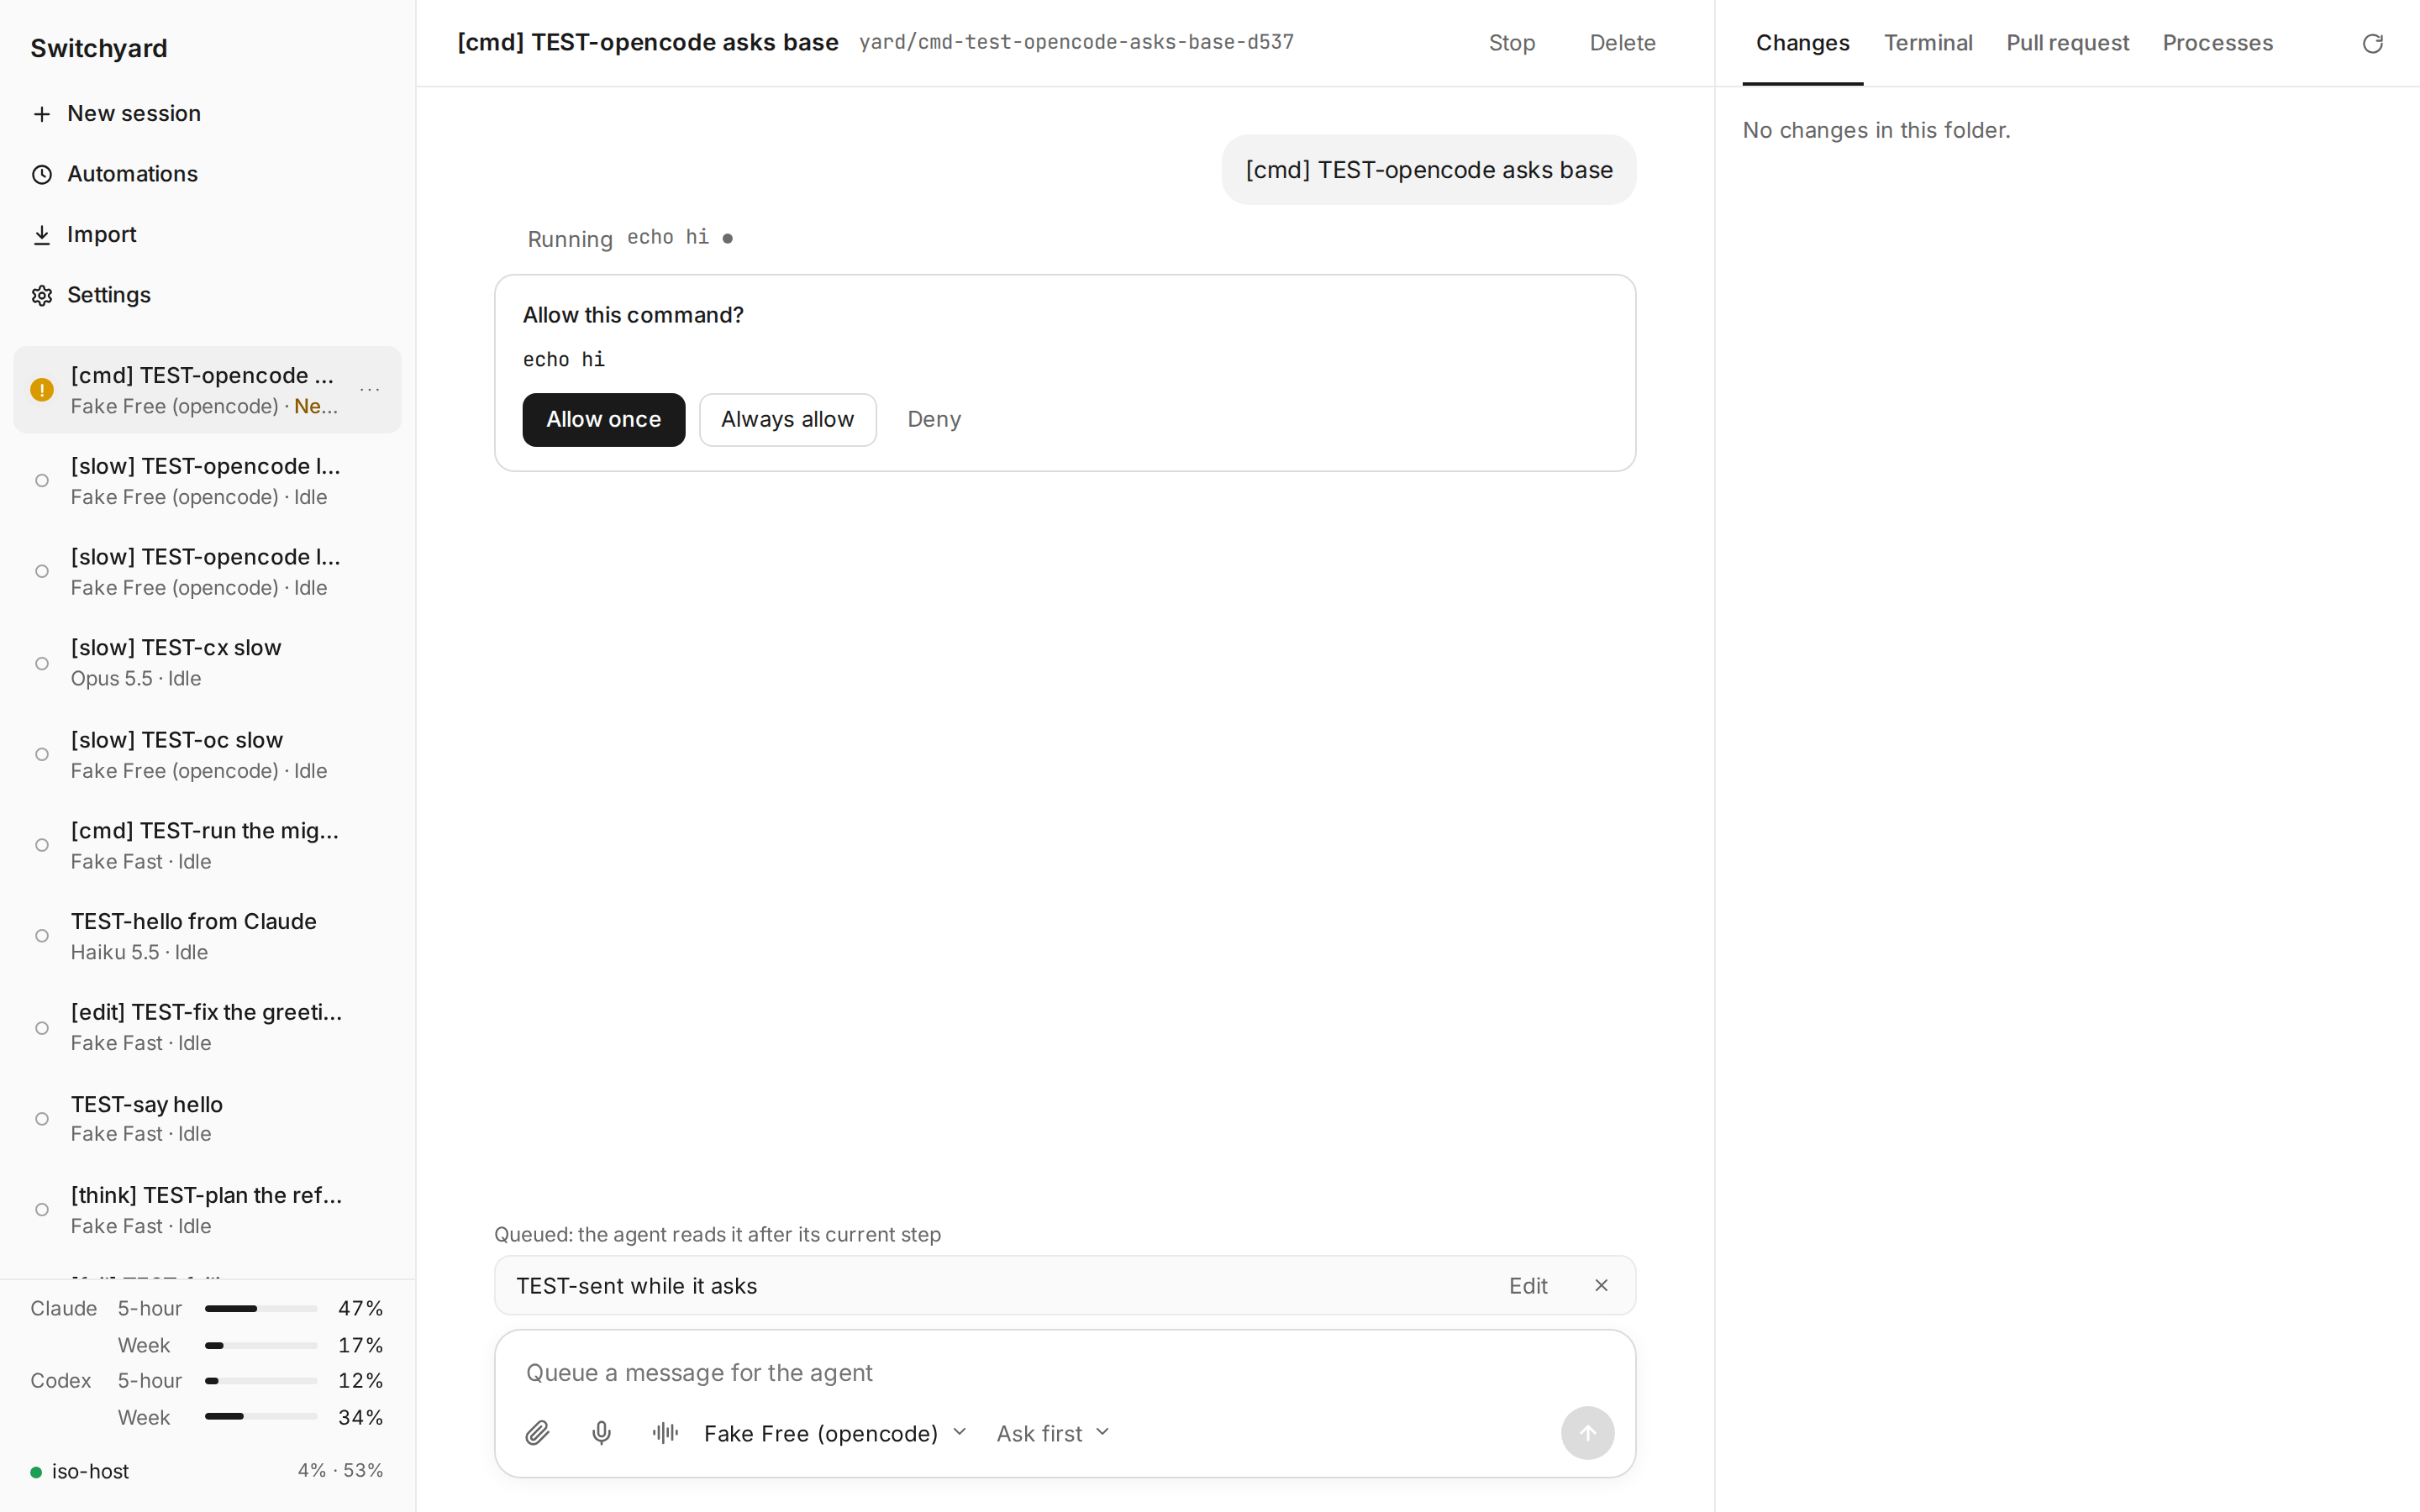 Switchyard
New session
Automations
Import
Settings
[cmd] TEST-opencode ...
Fake Free (opencode) · Ne...
[slow] TEST-opencode l...
Fake Free (opencode) · Idle
[slow] TEST-opencode l...
Fake Free (opencode) · Idle
[slow] TEST-cx slow
Opus 5.5 · Idle
[slow] TEST-oc slow
Fake Free (opencode) · Idle
[cmd] TEST-run the mig...
Fake Fast · Idle
TEST-hello from Claude
Haiku 5.5 · Idle
[edit] TEST-fix the greeti...
Fake Fast · Idle
TEST-say hello
Fake Fast · Idle
[think] TEST-plan the ref...
Fake Fast · Idle
Claude 5-hour 47%
Week 17%
Codex 5-hour 12%
Week 34%
iso-host 4% · 53%
[cmd] TEST-opencode asks base yard/cmd-test-opencode-asks-base-d537 Stop Delete
[cmd] TEST-opencode asks base
Running echo hi
Allow this command?
echo hi
Allow once Always allow Deny
Queued: the agent reads it after its current step
TEST-sent while it asks Edit
Queue a message for the agent
Fake Free (opencode) Ask first
Changes Terminal Pull request Processes
No changes in this folder.